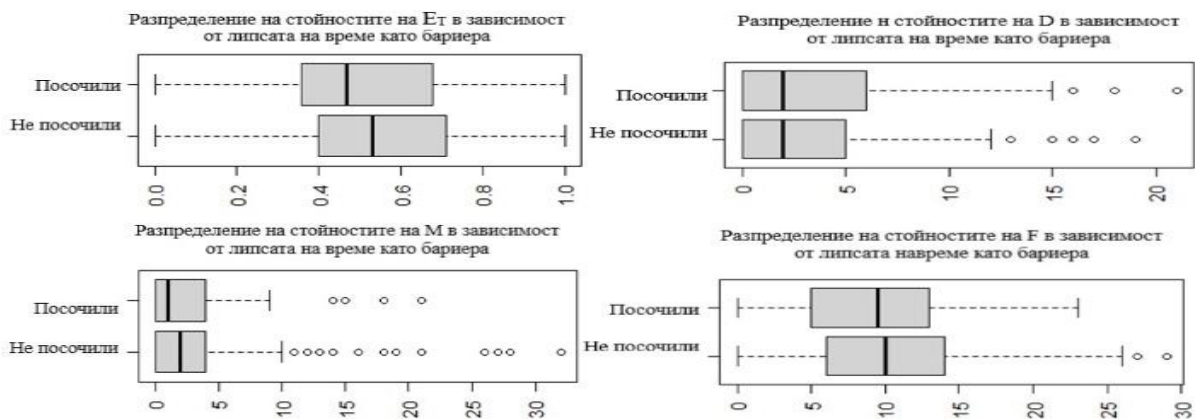 Разпределение на стойностите на Eт в зависимост
от липсата на време като бариера
Посочили
Не посочили
0.0 0.2 0.4 0.6 0.8 1.0
Разпределение н стойностите на D в зависимост
от липсата на време като бариера
Посочили
Не посочили
0 5 10 15 20
Разпределение на стойностите на М в зависимост
от липсата на време като бариера
Посочили
Не посочили
0 5 10 15 20 25 30
Разпределение на стойностите на F в зависимост
от липсата навреме като бариера
Посочили
Не посочили
0 5 10 15 20 25 30